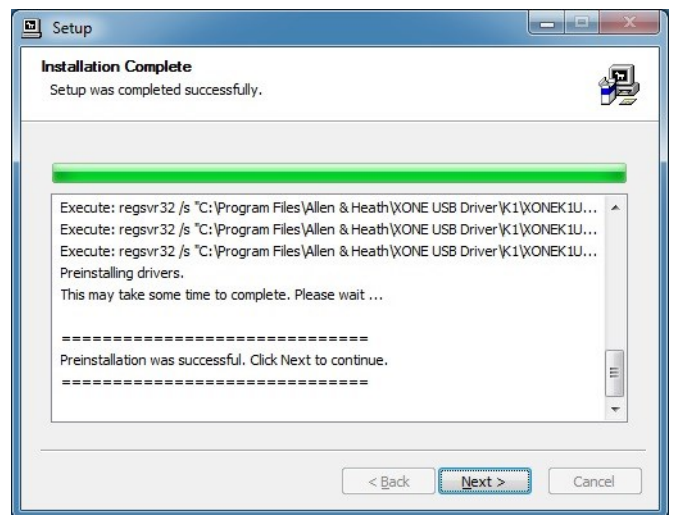 Setup
Installation Complete
Setup was completed successfully.
Execute: regsvr32 /s "C:\Program Files\Allen & Heath\XONE USB Driver\K1\XONEK1U...
Execute: regsvr32 /s "C:\Program Files\Allen & Heath\XONE USB Driver\K1\XONEK1U...
Execute: regsvr32 /s "C:\Program Files\Allen & Heath\XONE USB Driver\K1\XONEK1U...
Preinstalling drivers.
This may take some time to complete. Please wait ...
==============================
Preinstallation was successful. Click Next to continue.
==============================
< Back Next > Cancel